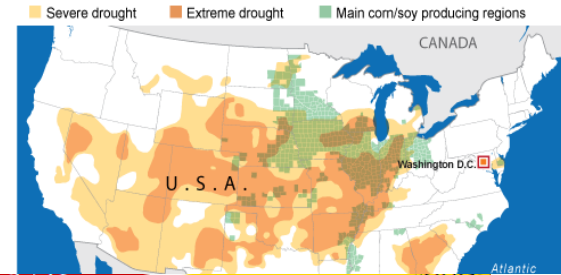 Severe drought Extreme drought Main corn/soy producing regions
CANADA
Washington D.C.
U.S.A.
Atlantic